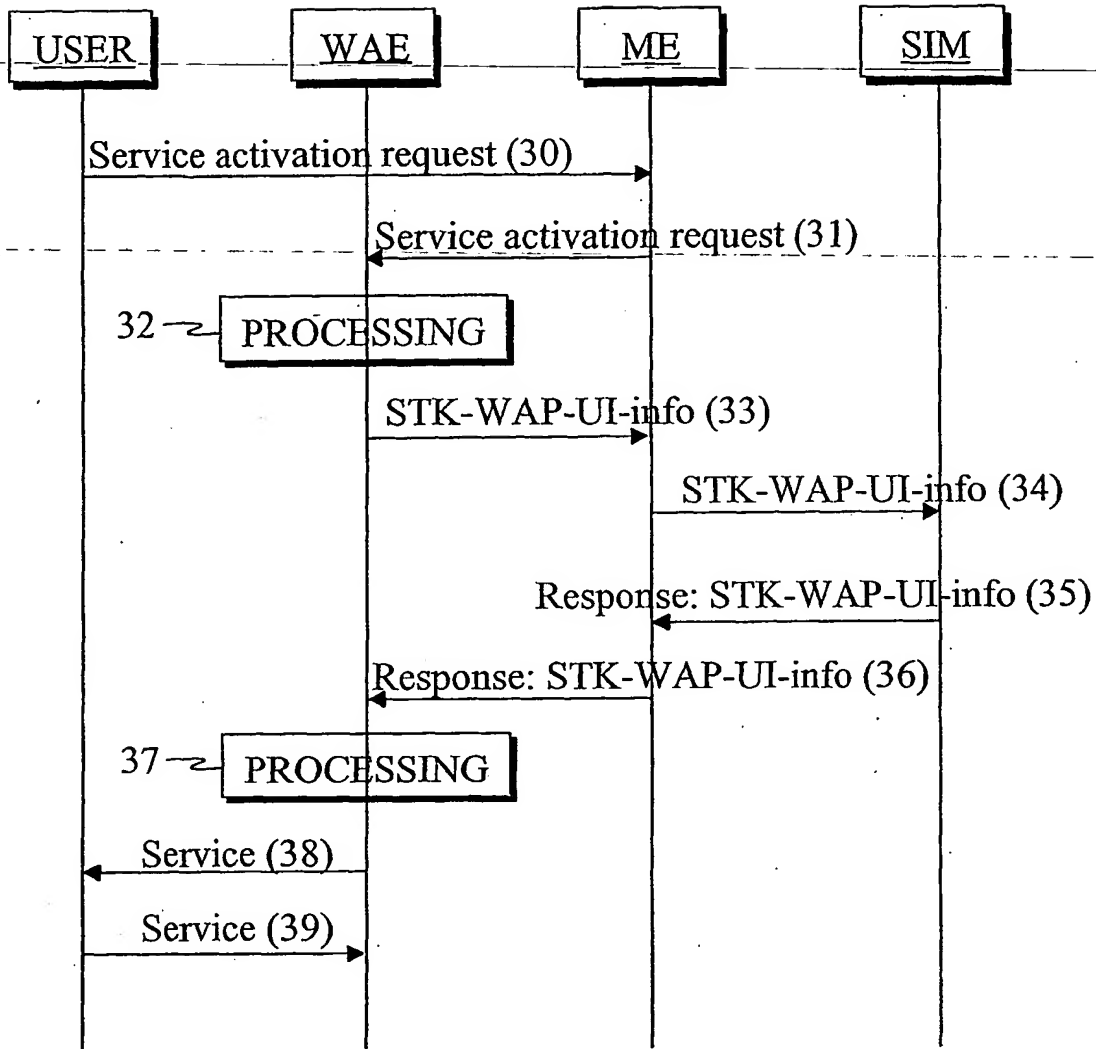 USER WAE ME SIM
Service activation request (30)
Service activation request (31)
32 PROCESSING
STK-WAP-UI-info (33)
STK-WAP-UI-info (34)
Response: STK-WAP-UI-info (35)
Response: STK-WAP-UI-info (36)
37 PROCESSING
Service (38)
Service (39)